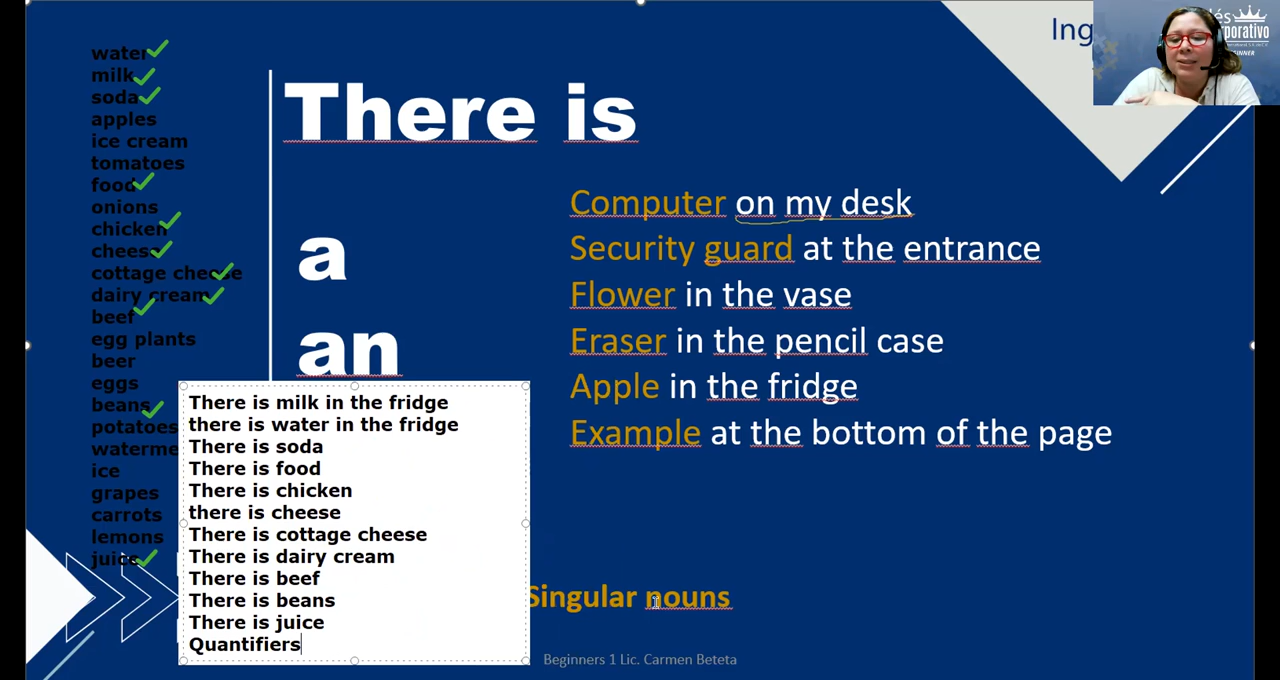 water
milk
soda
apples
ice cream
tomatoes
food
onions
chicken
cheese
cottage cheese
dairy cream
beef
egg plants
beer
eggs
beans
potatoes
waterme
ice
grapes
carrots
lemons
juice
There is
a
an
Computer on my desk
Security guard at the entrance
Flower in the vase
Eraser in the pencil case
Apple in the fridge
Example at the bottom of the page
There is milk in the fridge
there is water in the fridge
There is soda
There is food
There is chicken
there is cheese
There is cottage cheese
There is dairy cream
There is beef
There is beans
There is juice
Quantifiers
Singular nouns
Beginners 1 Lic. Carmen Beteta
Ing
lés
rporativo
INNER